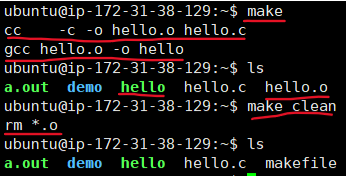 ubuntu@ip-172-31-38-129:~$ make
cc    -c -o hello.o hello.c
gcc hello.o -o hello
ubuntu@ip-172-31-38-129:~$ ls
a.out  demo  hello  hello.c  hello.o
ubuntu@ip-172-31-38-129:~$ make clean
rm *.o
ubuntu@ip-172-31-38-129:~$ ls
a.out  demo  hello  hello.c  makefile